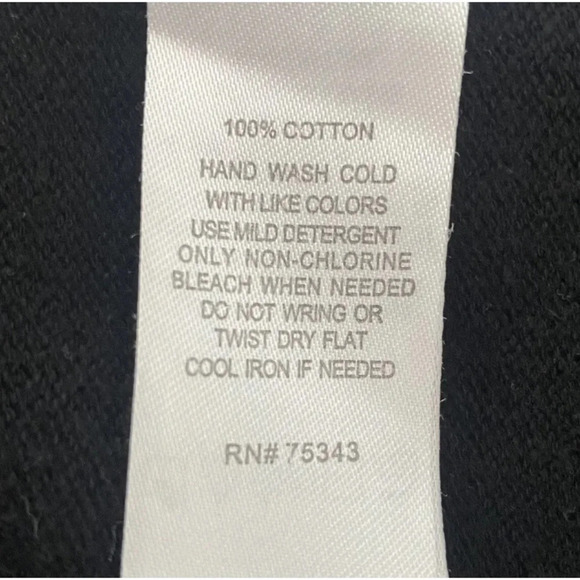 100% COTTON
HAND WASH COLD
WITH LIKE COLORS
USE MILD DETERGENT
ONLY NON-CHLORINE
BLEACH WHEN NEEDED
DO NOT WRING OR
TWIST DRY FLAT
COOL IRON IF NEEDED
RN# 75343